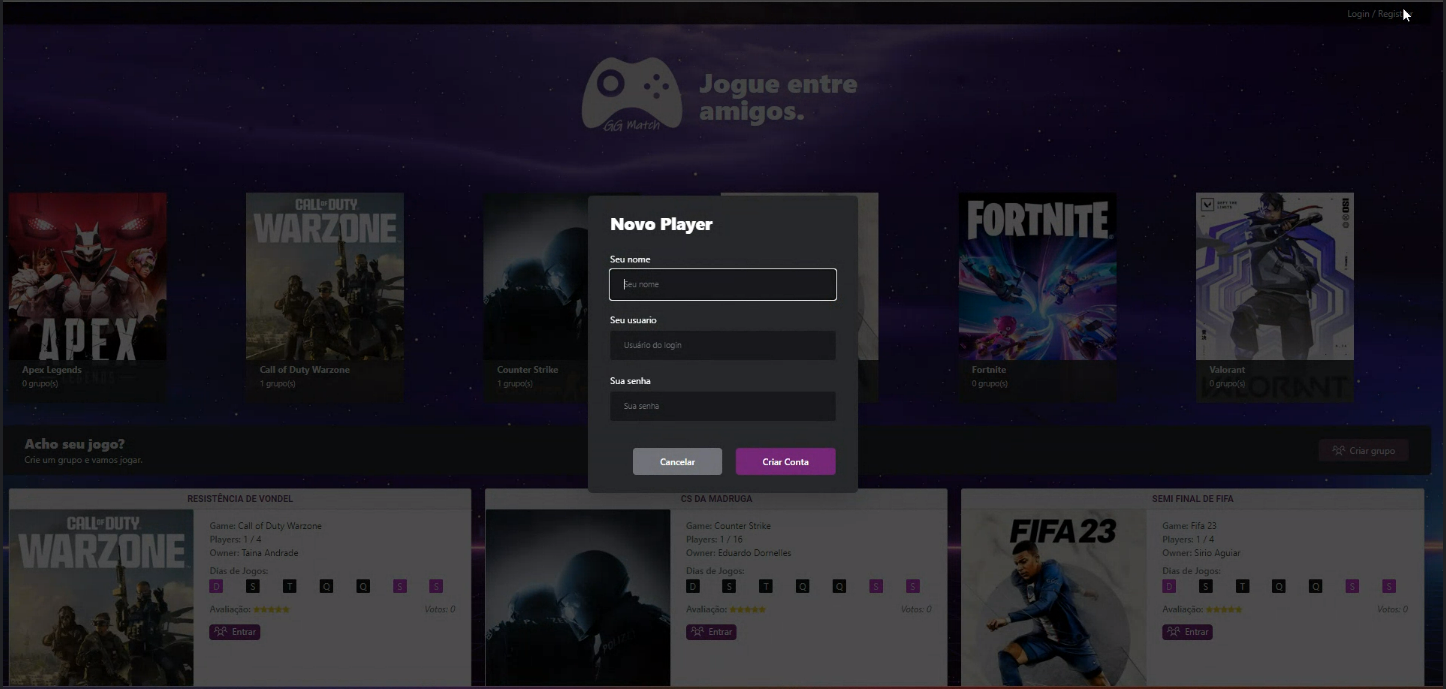 Login / Regist
Jogue entre
amigos.
GG Match
CALL OF DUTY
WARZONE
FORTNITE
APEX
Apex Legends
0 grupo(s)
Call of Duty Warzone
1 grupo(s)
Counter Strike
1 grupo(s)
Fortnite
0 grupo(s)
Valorant
0 grupo(s)
VALORANT
Novo Player
Seu nome
Seu nome
Seu usuario
Usuário do login
Sua senha
Sua senha
Cancelar
Criar Conta
Acho seu jogo?
Crie um grupo e vamos jogar.
Criar grupo
RESISTÊNCIA DE VONDEL
CALL OF DUTY
WARZONE
Game: Call of Duty Warzone
Players: 1 / 4
Owner: Taina Andrade
Dias de Jogos:
D S T Q Q S S
Avaliação: ★★★★★ Votos: 0
Entrar
CS DA MADRUGA
Game: Counter Strike
Players: 1 / 16
Owner: Eduardo Dornelles
Dias de Jogos:
D S T Q Q S S
Avaliação: ★★★★★ Votos: 0
Entrar
SEMI FINAL DE FIFA
FIFA 23
Game: Fifa 23
Players: 1 / 4
Owner: Sirio Aguiar
Dias de Jogos:
D S T Q Q S S
Avaliação: ★★★★★ Votos: 0
Entrar